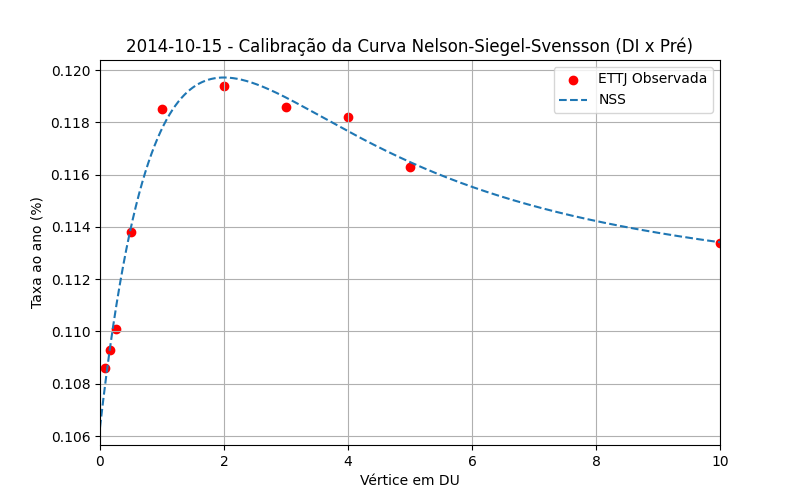 2014-10-15 - Calibração da Curva Nelson-Siegel-Svensson (DI x Pré)
ETTJ Observada
NSS
Taxa ao ano (%)
0.120
0.118
0.116
0.114
0.112
0.110
0.108
0.106
0 2 4 6 8 10
Vértice em DU